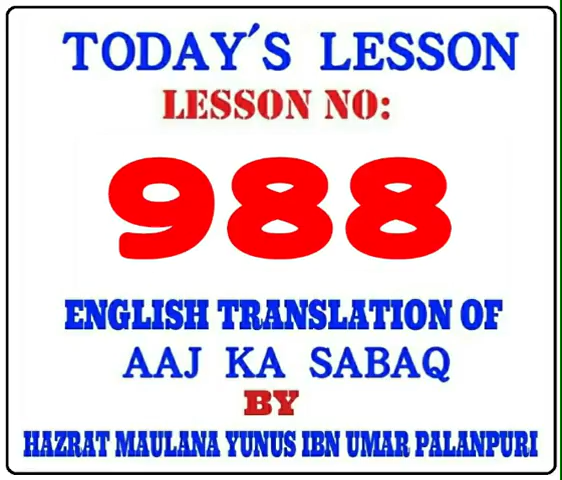 TODAY´S LESSON
LESSON NO:
988
ENGLISH TRANSLATION OF
AAJ KA SABAQ
BY
HAZRAT MAULANA YUNUS IBN UMAR PALANPURI